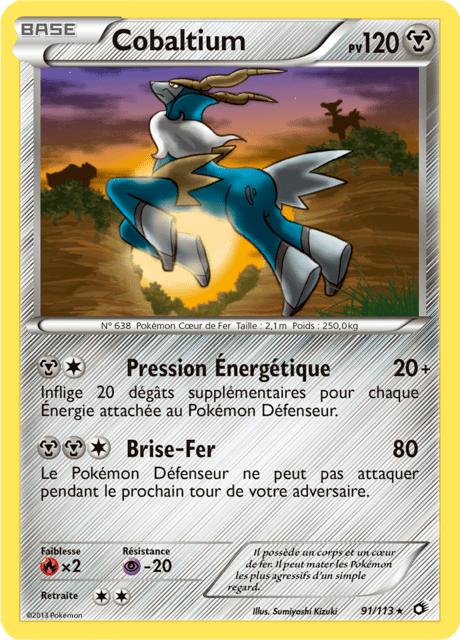 BASE
Cobaltium
PV120
N° 638 Pokémon Cœur de Fer Taille : 2,1m Poids : 250,0kg
Pression Énergétique 20+
Inflige 20 dégâts supplémentaires pour chaque
Énergie attachée au Pokémon Défenseur.
Brise-Fer 80
Le Pokémon Défenseur ne peut pas attaquer
pendant le prochain tour de votre adversaire.
Faiblesse
×2
Résistance
-20
Retraite
Il possède un corps et un cœur
de fer. Il peut mater les Pokémon
les plus agressifs d'un simple
regard.
©2013 Pokémon
Illus. Sumiyoshi Kizuki
91/113 ★